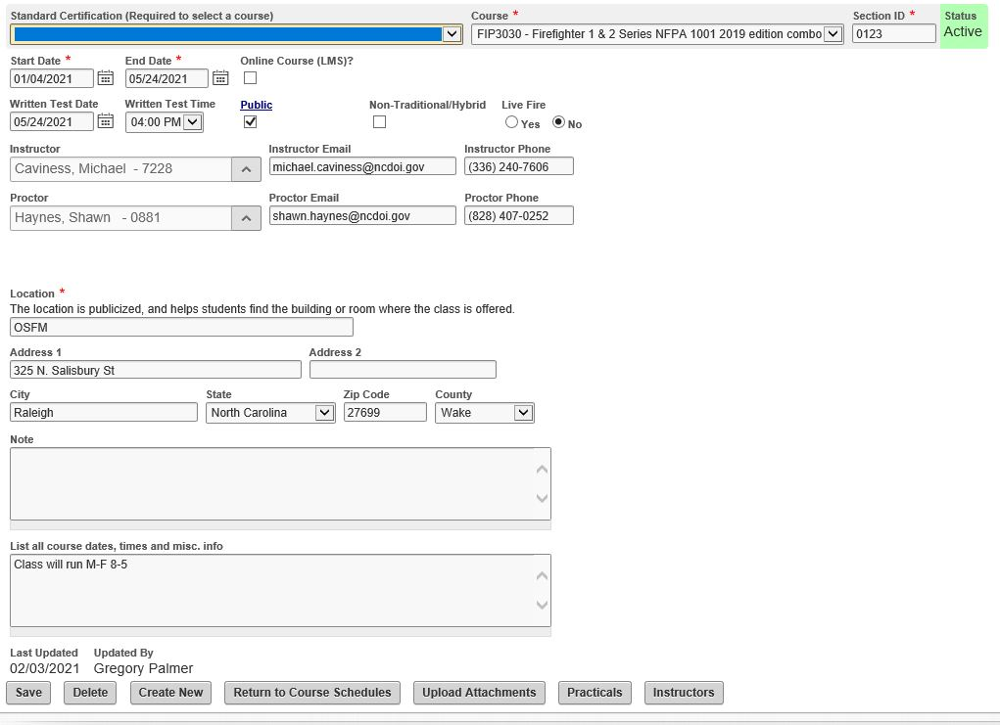 Standard Certification (Required to select a course) Course * Section ID * Status
FIP3030 - Firefighter 1 & 2 Series NFPA 1001 2019 edition combo 0123 Active
Start Date * End Date * Online Course (LMS)?
01/04/2021 05/24/2021
Written Test Date Written Test Time Public Non-Traditional/Hybrid Live Fire
05/24/2021 04:00 PM Yes No
Instructor Instructor Email Instructor Phone
Caviness, Michael - 7228 michael.caviness@ncdoi.gov (336) 240-7606
Proctor Proctor Email Proctor Phone
Haynes, Shawn - 0881 shawn.haynes@ncdoi.gov (828) 407-0252
Location *
The location is publicized, and helps students find the building or room where the class is offered.
OSFM
Address 1 Address 2
325 N. Salisbury St
City State Zip Code County
Raleigh North Carolina 27699 Wake
Note
List all course dates, times and misc. info
Class will run M-F 8-5
Last Updated Updated By
02/03/2021 Gregory Palmer
Save Delete Create New Return to Course Schedules Upload Attachments Practicals Instructors